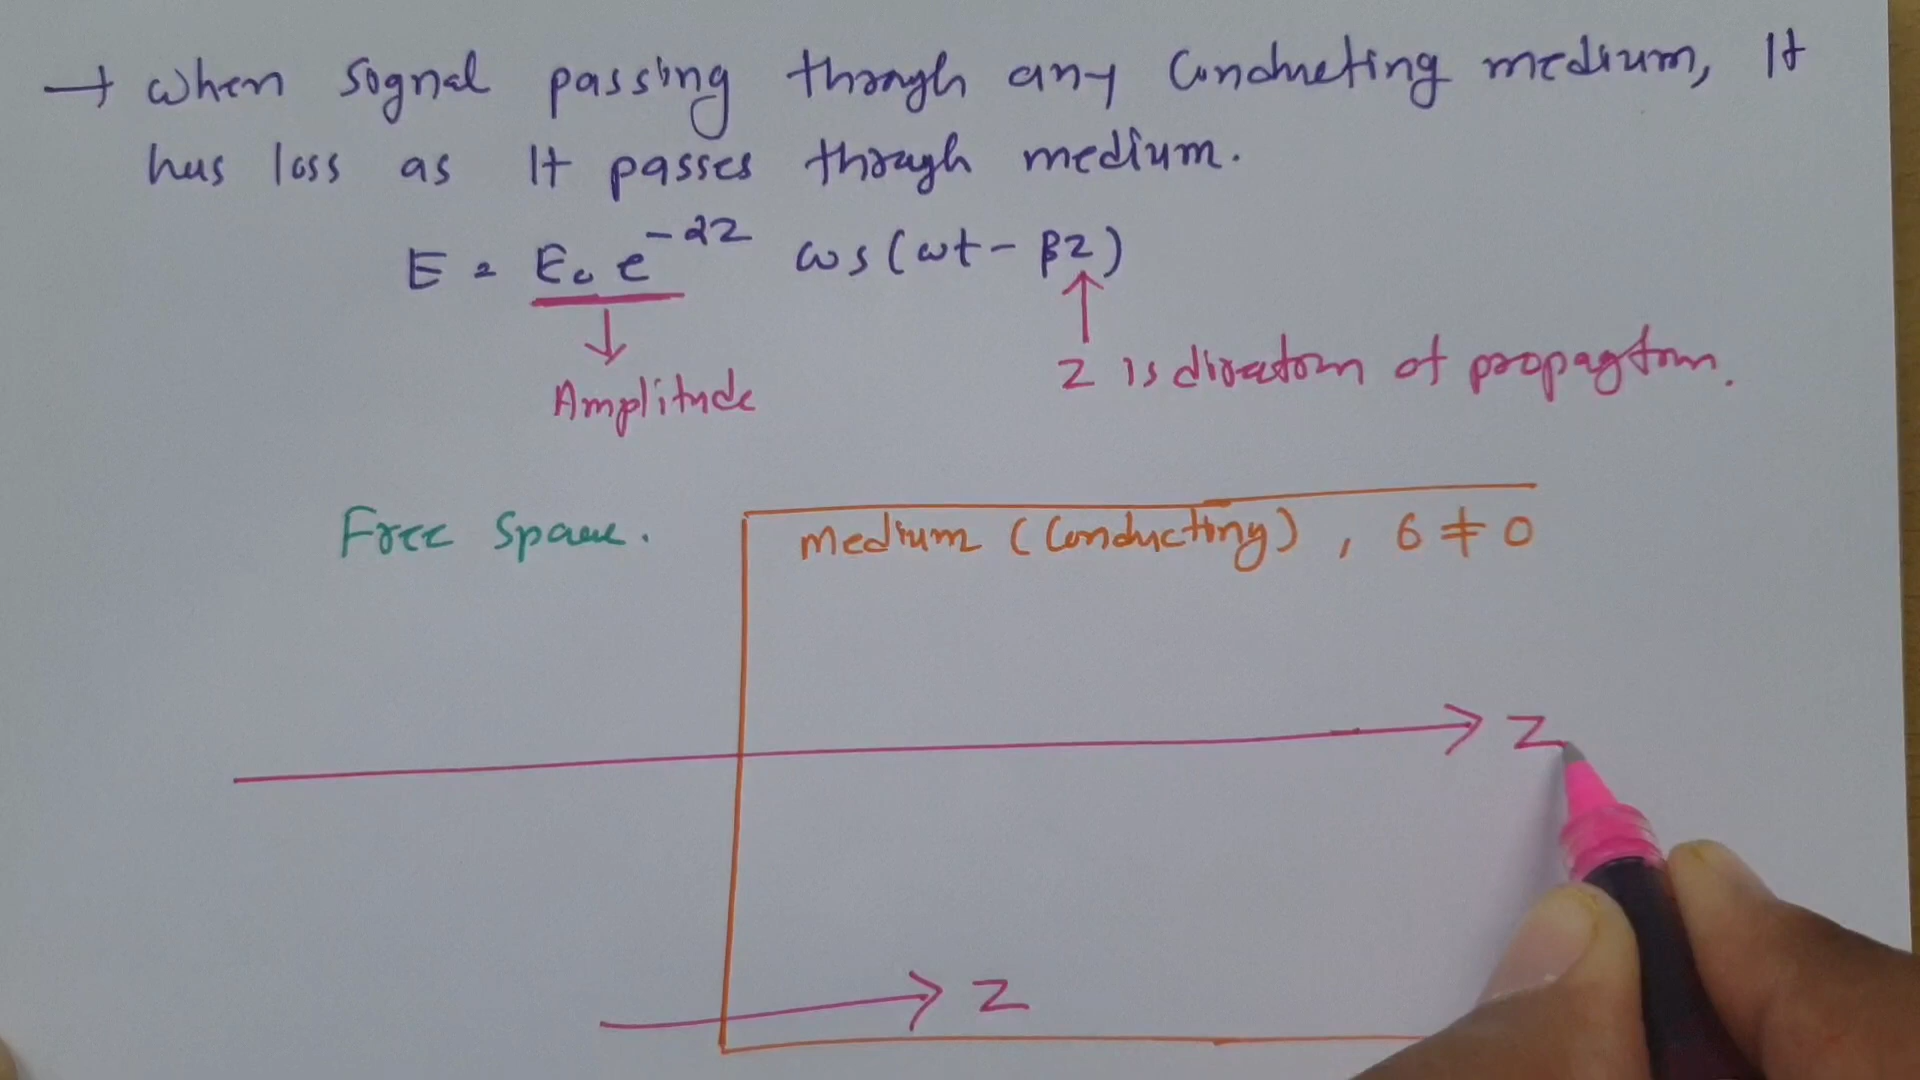 → when signal passing through any conducting medium, It
has loss as It passes through medium.
E = E₀ e^-αz cos(ωt - βz)
Amplitude
z is direction of propagtion.
Free Space.
medium (conducting), σ ≠ 0
z
z